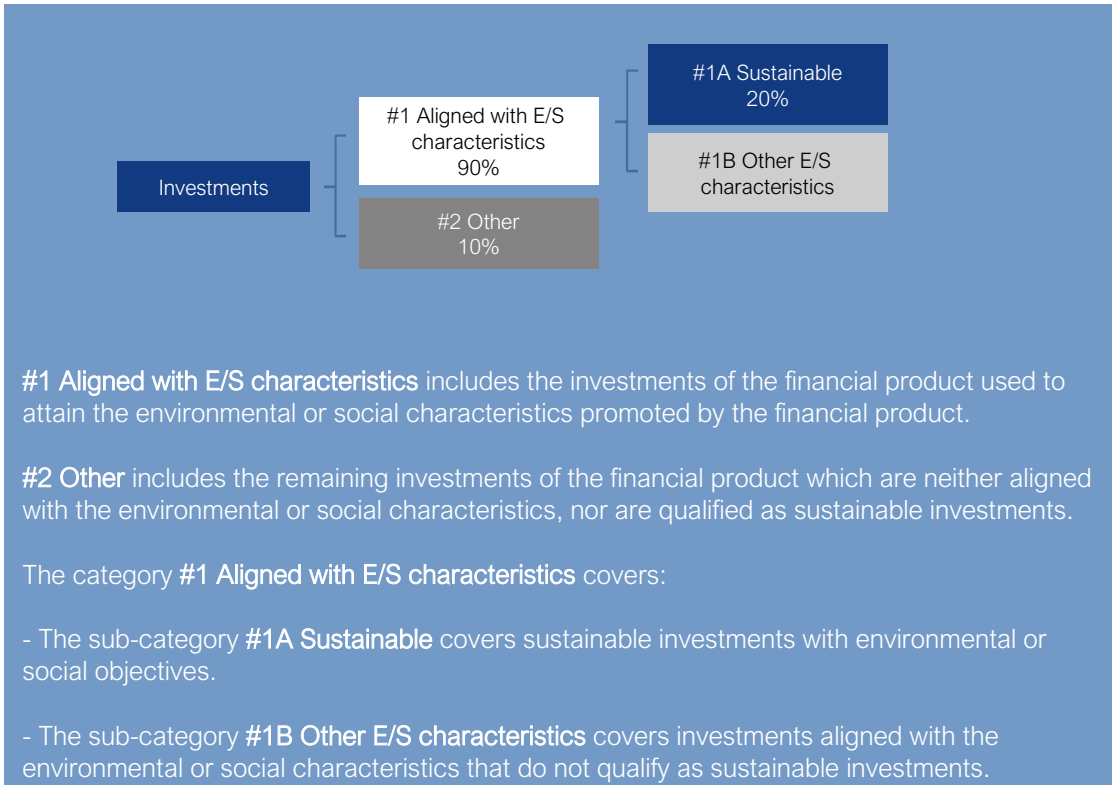 Investments
#1 Aligned with E/S
characteristics
90%
#2 Other
10%
#1A Sustainable
20%
#1B Other E/S
characteristics
#1 Aligned with E/S characteristics includes the investments of the financial product used to
attain the environmental or social characteristics promoted by the financial product.
#2 Other includes the remaining investments of the financial product which are neither aligned
with the environmental or social characteristics, nor are qualified as sustainable investments.
The category #1 Aligned with E/S characteristics covers:
- The sub-category #1A Sustainable covers sustainable investments with environmental or
social objectives.
- The sub-category #1B Other E/S characteristics covers investments aligned with the
environmental or social characteristics that do not qualify as sustainable investments.